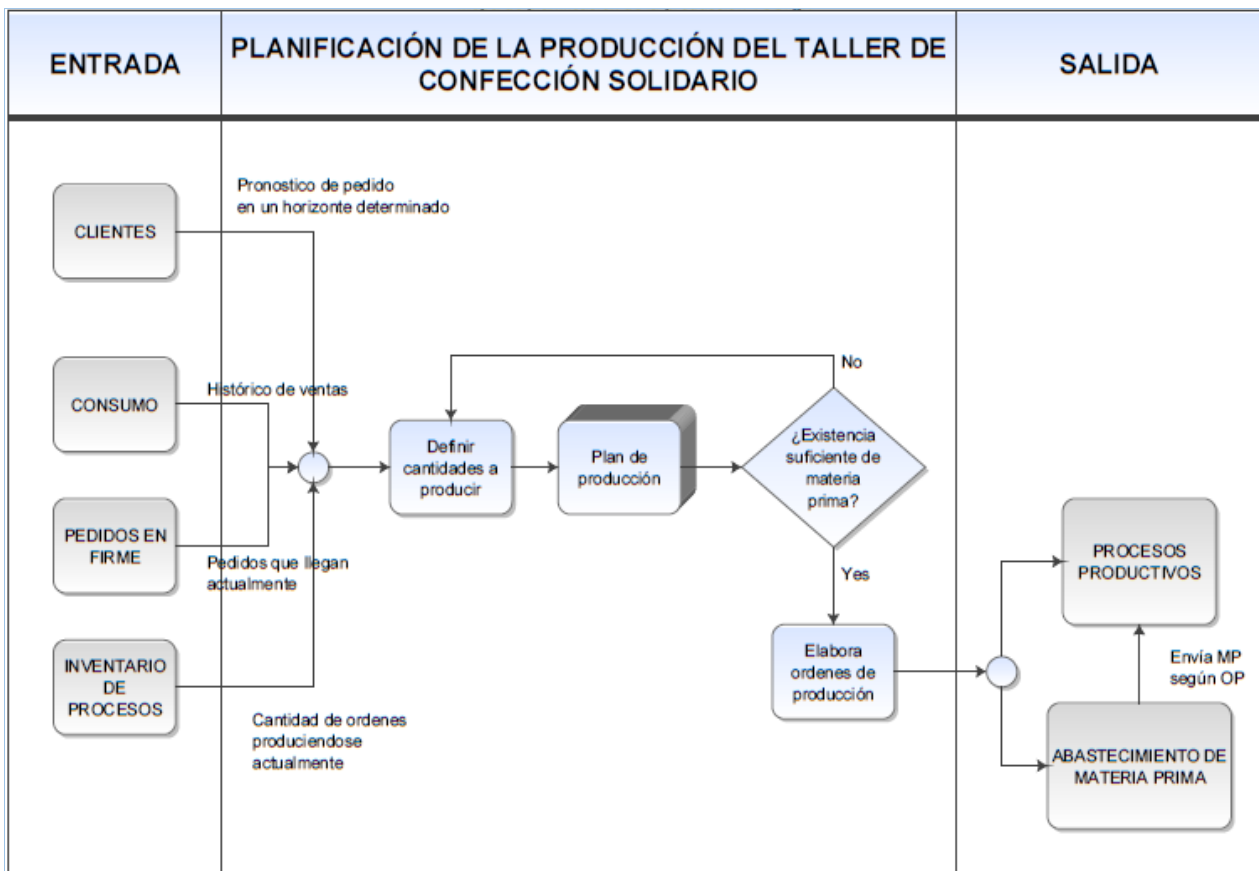 ENTRADA
PLANIFICACIÓN DE LA PRODUCCIÓN DEL TALLER DE
CONFECCIÓN SOLIDARIO
SALIDA
Pronostico de pedido
en un horizonte determinado
CLIENTES
CONSUMO
Histórico de ventas
No
Definir
cantidades a
producir
Plan de
producción
¿Existencia
suficiente de
materia
prima?
PEDIDOS EN
FIRME
Pedidos que llegan
actualmente
Yes
PROCESOS
PRODUCTIVOS
INVENTARIO
DE
PROCESOS
Cantidad de ordenes
produciendose
actualmente
Elabora
ordenes de
producción
Envía MP
según OP
ABASTECIMIENTO DE
MATERIA PRIMA